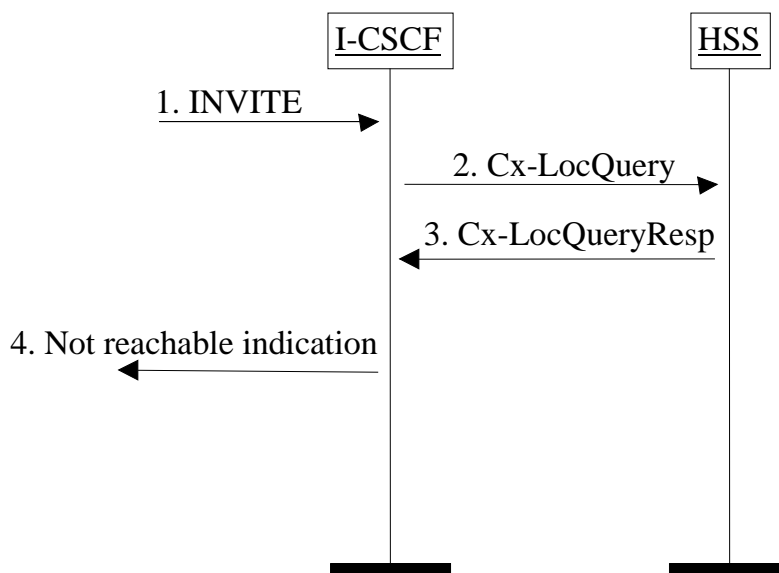 I-CSCF
HSS
1. INVITE
2. Cx-LocQuery
3. Cx-LocQueryResp
4. Not reachable indication